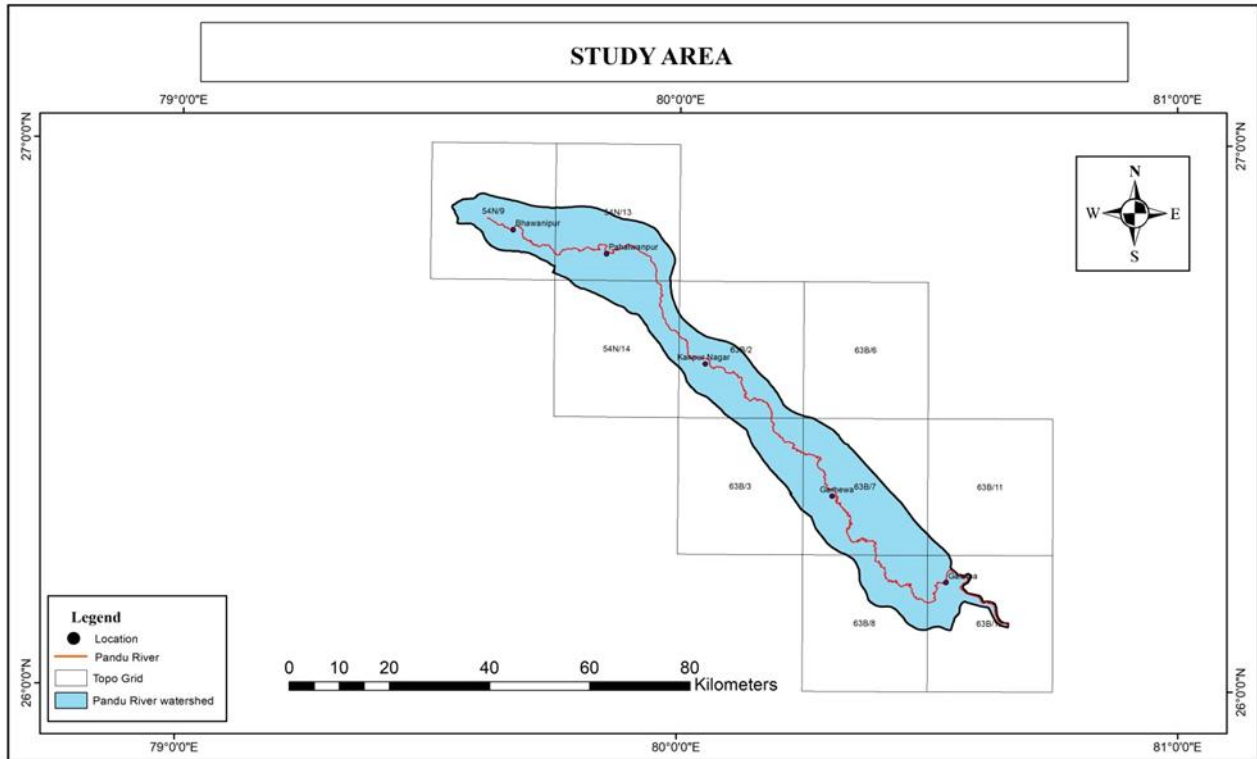 STUDY AREA
79°0'0"E
80°0'0"E
81°0'0"E
27°0'0"N
27°0'0"N
N
W
E
S
54N/9
54N/13
Bhawanipur
Pahalwanpur
54N/14
63B/2
63B/6
Kanpur Nagar
63B/3
63B/7
63B/11
63B/8
Legend
Location
Pandu River
Topo Grid
Pandu River watershed
0 10 20 40 60 80
Kilometers
26°0'0"N
26°0'0"N
79°0'0"E
80°0'0"E
81°0'0"E